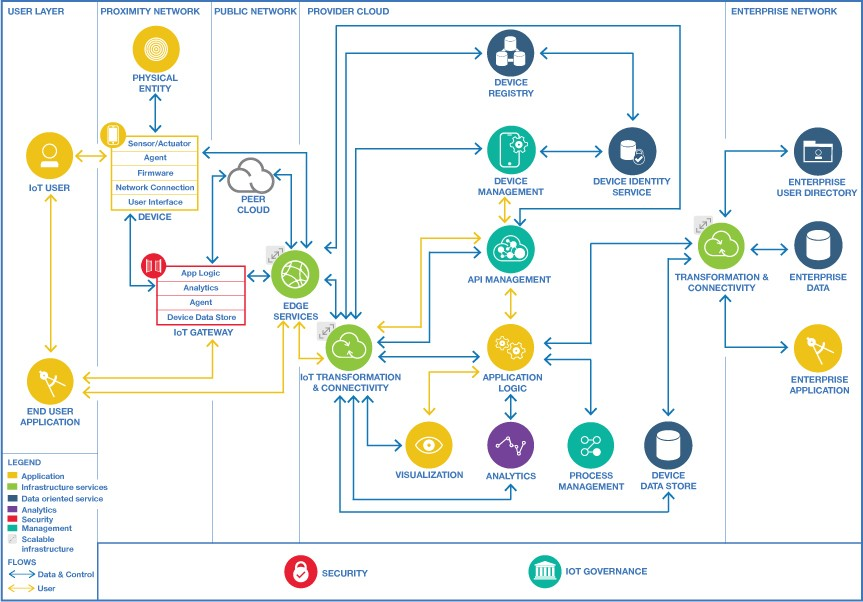 USER LAYER
PROXIMITY NETWORK
PUBLIC NETWORK
PROVIDER CLOUD
ENTERPRISE NETWORK
PHYSICAL
ENTITY
DEVICE
REGISTRY
Sensor/Actuator
Agent
Firmware
Network Connection
User Interface
DEVICE
IoT USER
PEER
CLOUD
DEVICE
MANAGEMENT
DEVICE IDENTITY
SERVICE
ENTERPRISE
USER DIRECTORY
App Logic
Analytics
Agent
Device Data Store
IoT GATEWAY
EDGE
SERVICES
API MANAGEMENT
TRANSFORMATION &
CONNECTIVITY
ENTERPRISE
DATA
IoT TRANSFORMATION
& CONNECTIVITY
APPLICATION
LOGIC
ENTERPRISE
APPLICATION
END USER
APPLICATION
VISUALIZATION
ANALYTICS
PROCESS
MANAGEMENT
DEVICE
DATA STORE
LEGEND
Application
Infrastructure services
Data oriented service
Analytics
Security
Management
Scalable
infrastructure
FLOWS
Data & Control
User
SECURITY
IOT GOVERNANCE